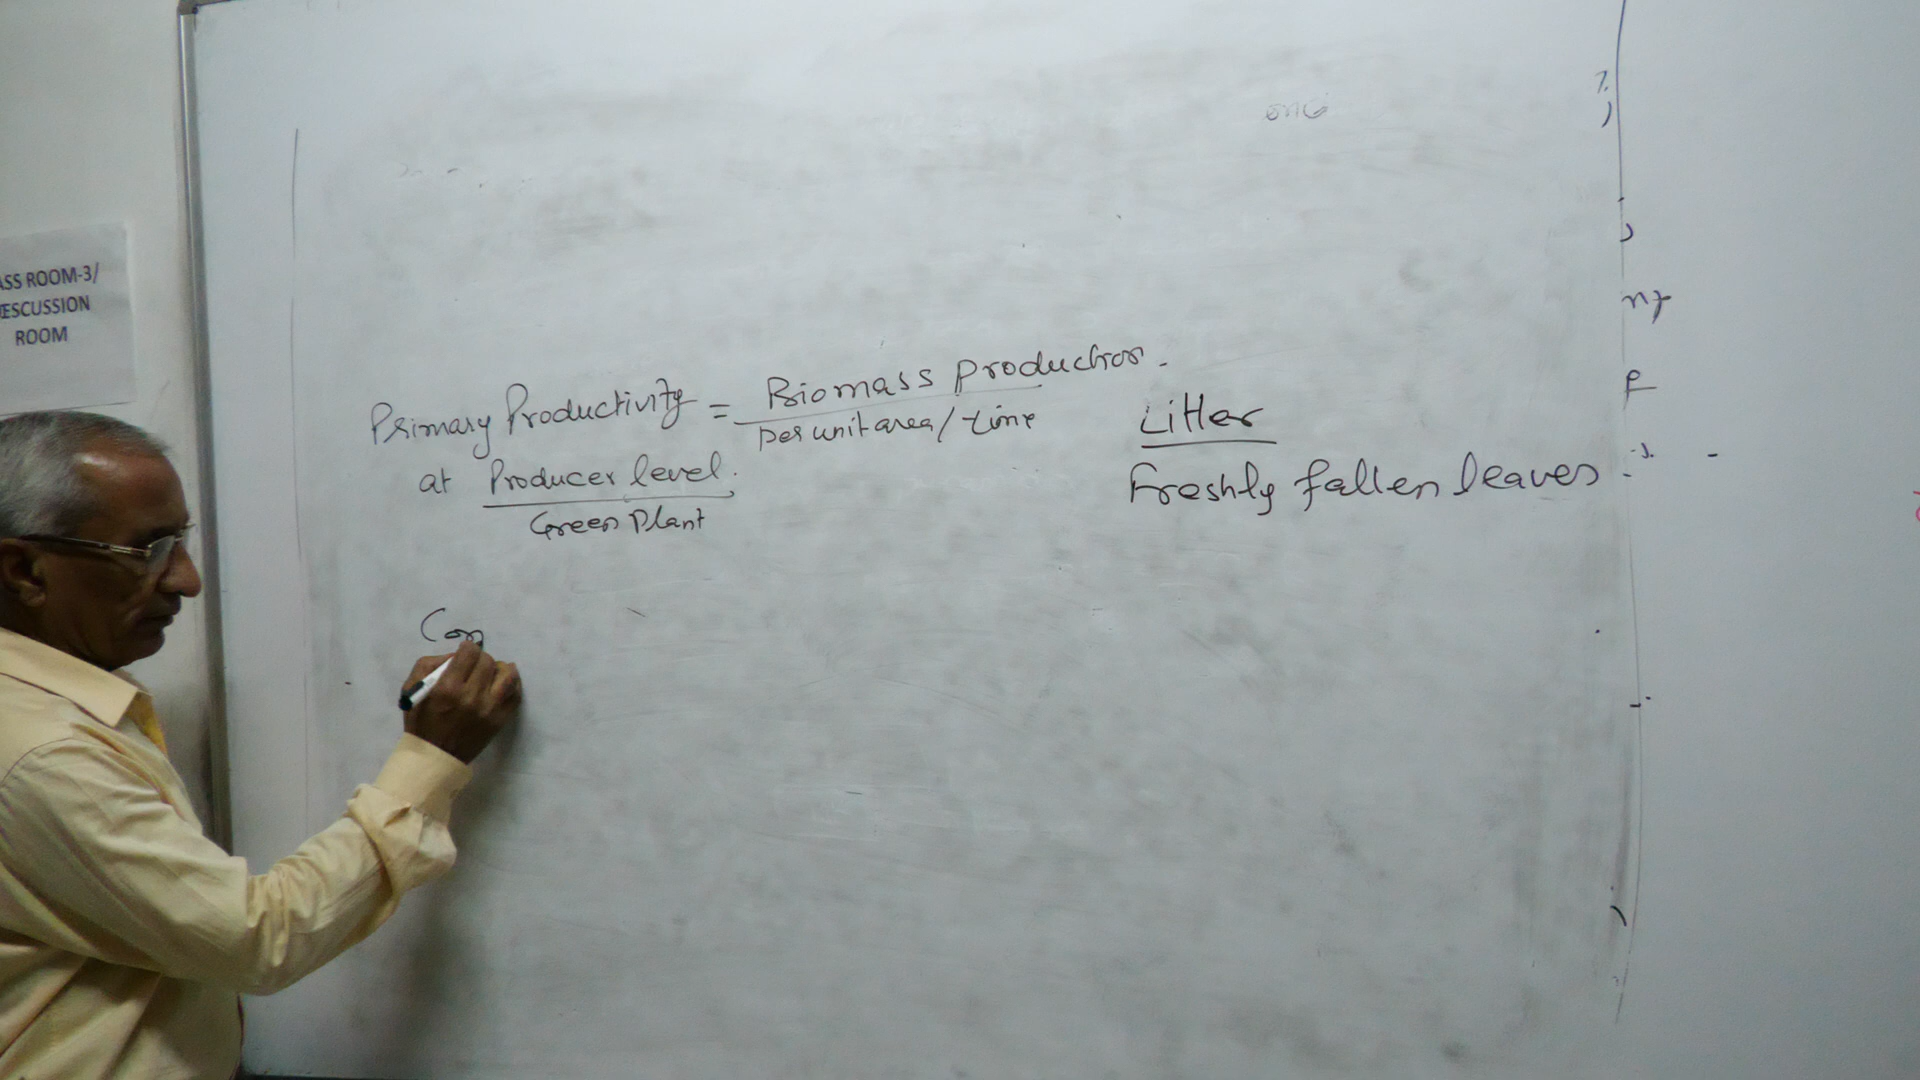 ASS ROOM-3/
ESCUSSION
ROOM
Primary Productivity = Biomass production.
per unit area/time
at Producer level.
Green Plant
Litter
Freshly fallen leaves
Con